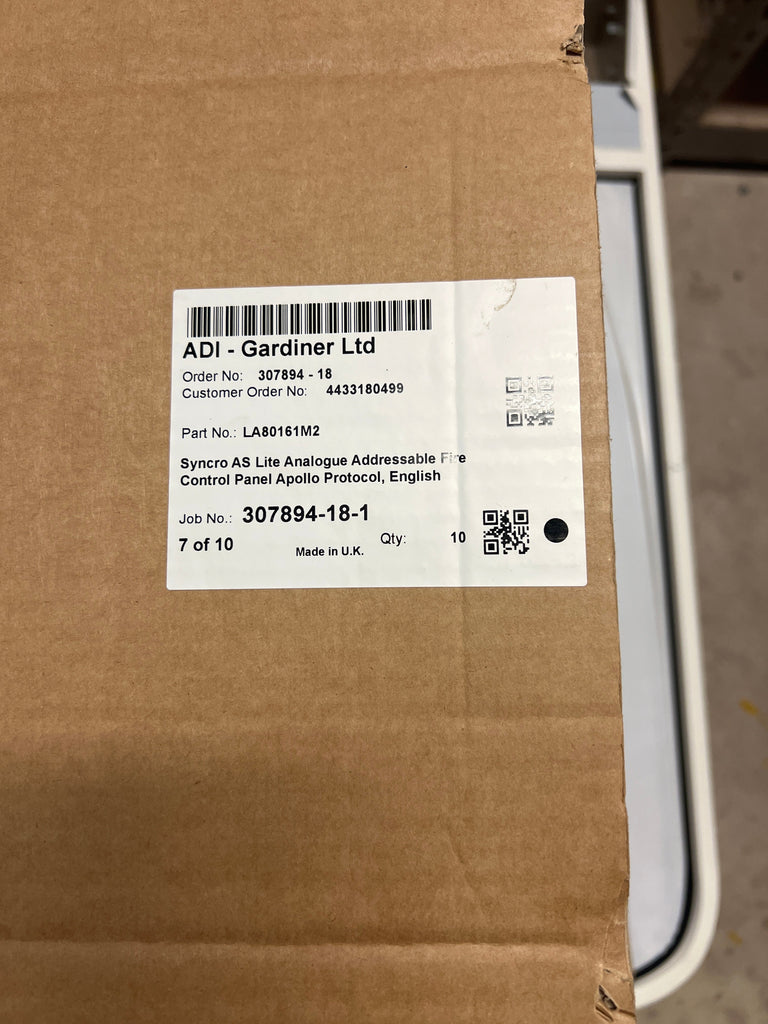 ADI - Gardiner Ltd
Order No: 307894 - 18
Customer Order No: 4433180499
Part No.: LA80161M2
Syncro AS Lite Analogue Addressable Fire
Control Panel Apollo Protocol, English
Job No.: 307894-18-1
7 of 10 Made in U.K. Qty: 10